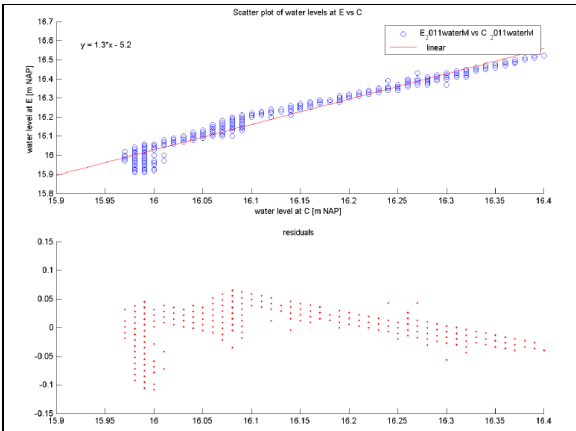 Scatter plot of water levels at E vs C
16.7
16.6
16.5
16.4
16.3
16.2
16.1
16
15.9
15.8
water level at E [m NAP]
y = 1.3*x - 5.2
E_2011waterlvl vs C_2011waterlvl
linear
15.9 15.95 16 16.05 16.1 16.15 16.2 16.25 16.3 16.35 16.4
water level at C [m NAP]
residuals
0.15
0.1
0.05
0
-0.05
-0.1
-0.15
15.9 15.95 16 16.05 16.1 16.15 16.2 16.25 16.3 16.35 16.4